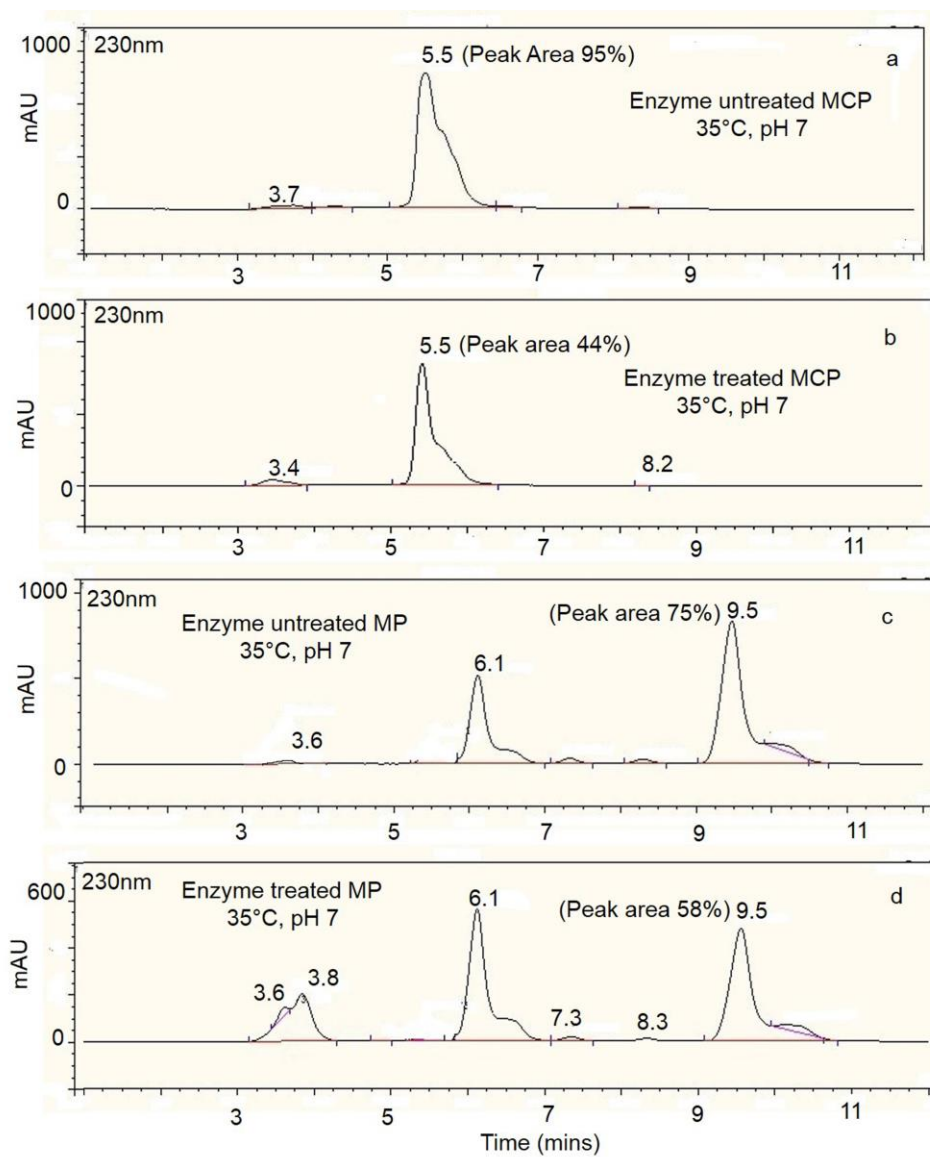 1000
230nm
5.5 (Peak Area 95%)
a
Enzyme untreated MCP
35°C, pH 7
mAU
3.7
0
3 5 7 9 11
1000
230nm
5.5 (Peak area 44%)
b
Enzyme treated MCP
35°C, pH 7
mAU
3.4
8.2
0
3 5 7 9 11
1000
230nm
(Peak area 75%) 9.5
c
Enzyme untreated MP
35°C, pH 7
6.1
mAU
3.6
0
3 5 7 9 11
600
230nm
Enzyme treated MP
35°C, pH 7
6.1
(Peak area 58%) 9.5
d
mAU
3.6 3.8
7.3
8.3
0
3 5 7 9 11
Time (mins)